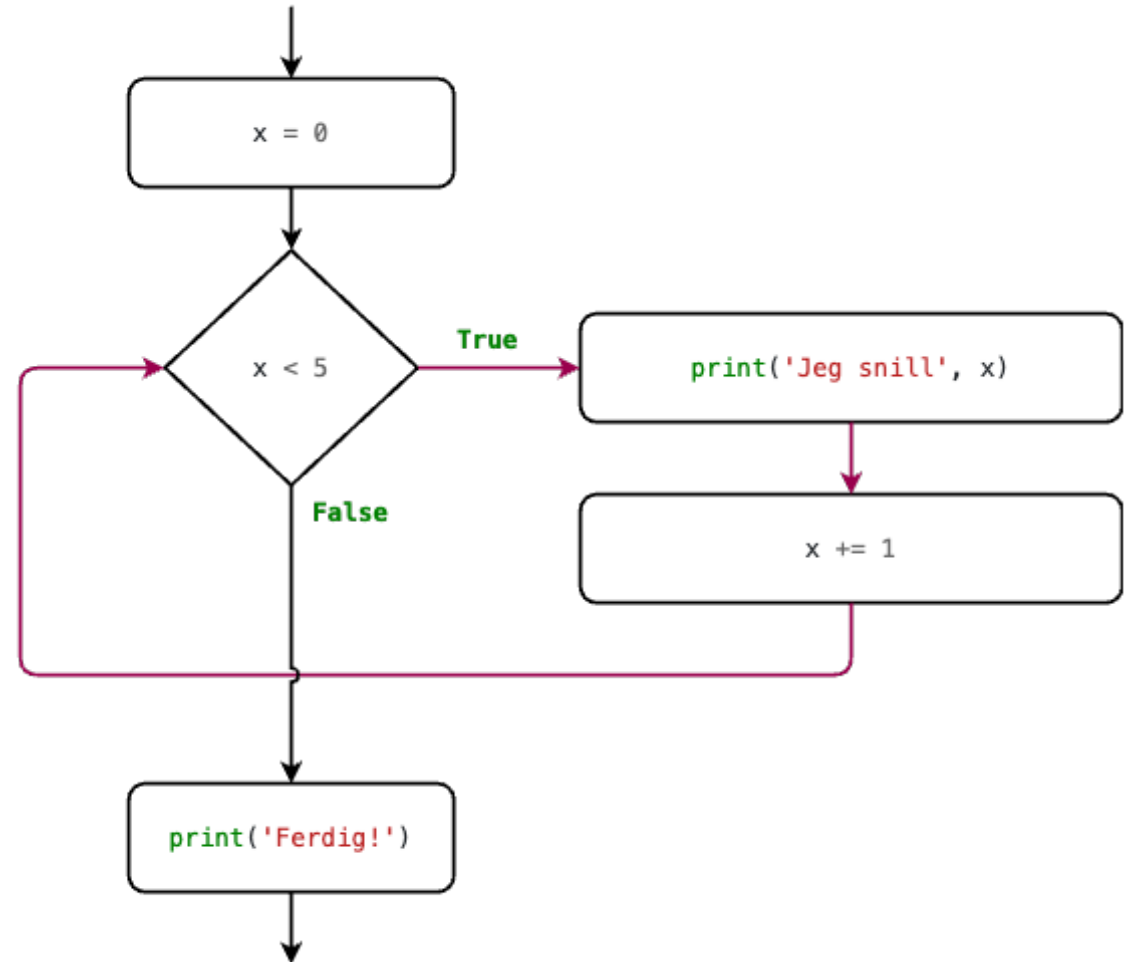 x = 0
x < 5
True
print('Jeg snill', x)
False
x += 1
print('Ferdig!')